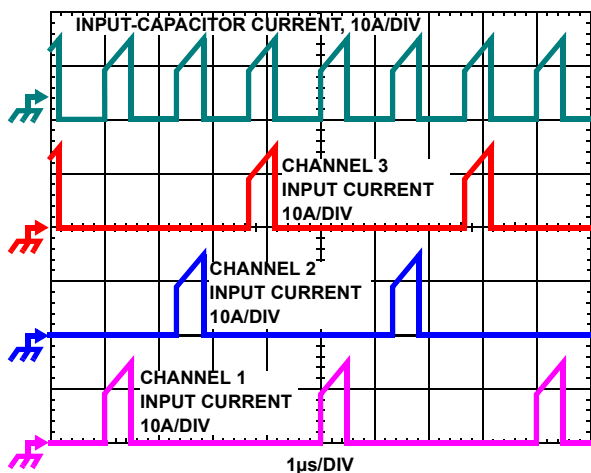 INPUT-CAPACITOR CURRENT, 10A/DIV
CHANNEL 3
INPUT CURRENT
10A/DIV
CHANNEL 2
INPUT CURRENT
10A/DIV
CHANNEL 1
INPUT CURRENT
10A/DIV
1µs/DIV